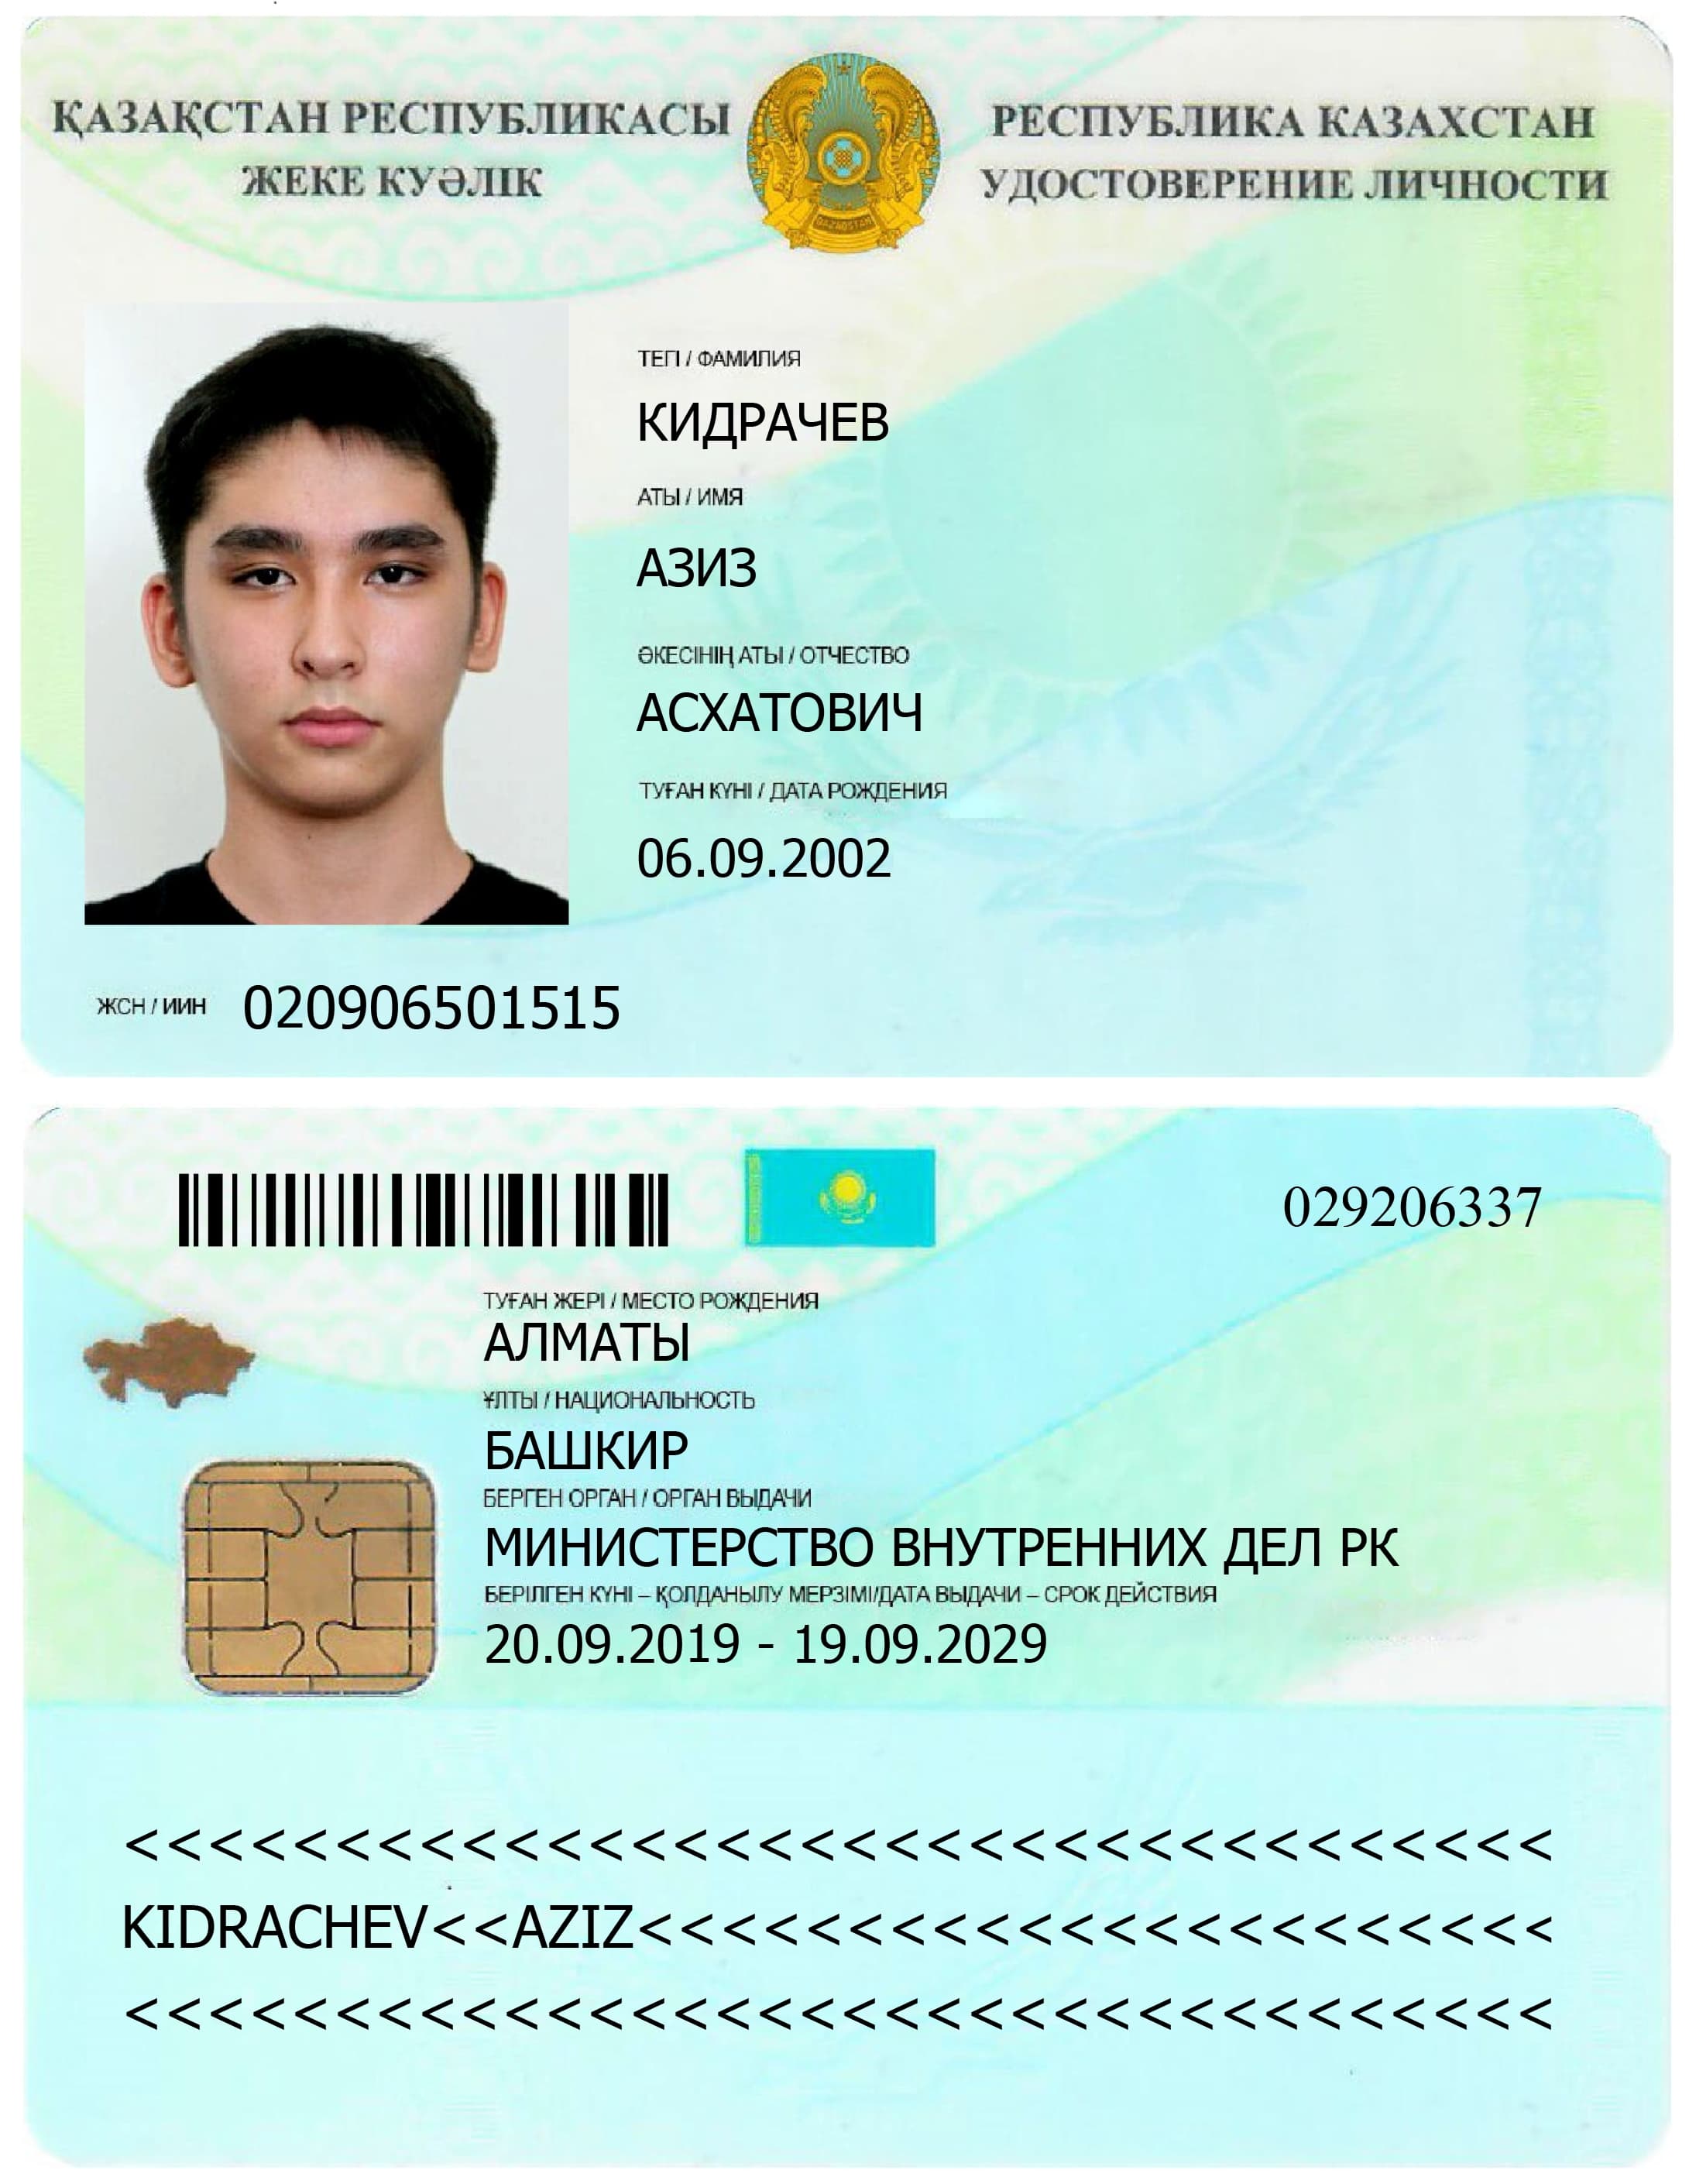 ҚАЗАҚСТАН РЕСПУБЛИКАСЫ
ЖЕКЕ КУӘЛІК
РЕСПУБЛИКА КАЗАХСТАН
УДОСТОВЕРЕНИЕ ЛИЧНОСТИ
ТЕГІ / ФАМИЛИЯ
КИДРАЧЕВ
АТЫ / ИМЯ
АЗИЗ
ӘКЕСІНІҢ АТЫ / ОТЧЕСТВО
АСХАТОВИЧ
ТУҒАН КҮНІ / ДАТА РОЖДЕНИЯ
06.09.2002
ЖСН / ИИН 020906501515
029206337
ТУҒАН ЖЕРІ / МЕСТО РОЖДЕНИЯ
АЛМАТЫ
ҰЛТЫ / НАЦИОНАЛЬНОСТЬ
БАШКИР
БЕРГЕН ОРГАН / ОРГАН ВЫДАЧИ
МИНИСТЕРСТВО ВНУТРЕННИХ ДЕЛ РК
БЕРІЛГЕН КҮНІ – ҚОЛДАНЫЛУ МЕРЗІМІ/ДАТА ВЫДАЧИ – СРОК ДЕЙСТВИЯ
20.09.2019 - 19.09.2029
<<<<<<<<<<<<<<<<<<<<<<<<<<<<<<<<<<
KIDRACHEV<<AZIZ<<<<<<<<<<<<<<<<<<<<<<
<<<<<<<<<<<<<<<<<<<<<<<<<<<<<<<<<<